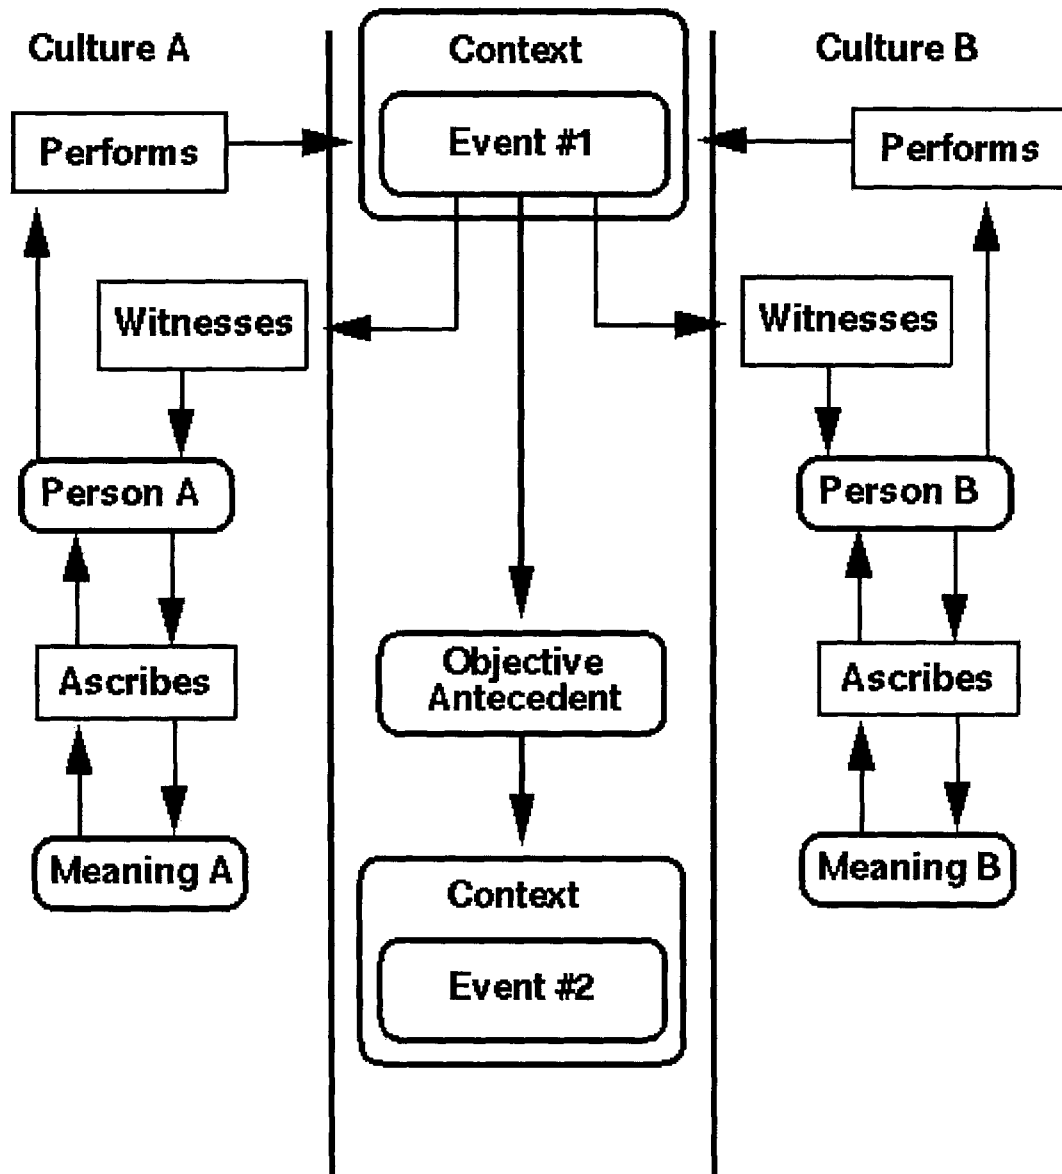 Culture A
Context
Culture B
Performs
Event #1
Performs
Witnesses
Witnesses
Person A
Person B
Ascribes
Objective
Antecedent
Ascribes
Meaning A
Context
Meaning B
Event #2